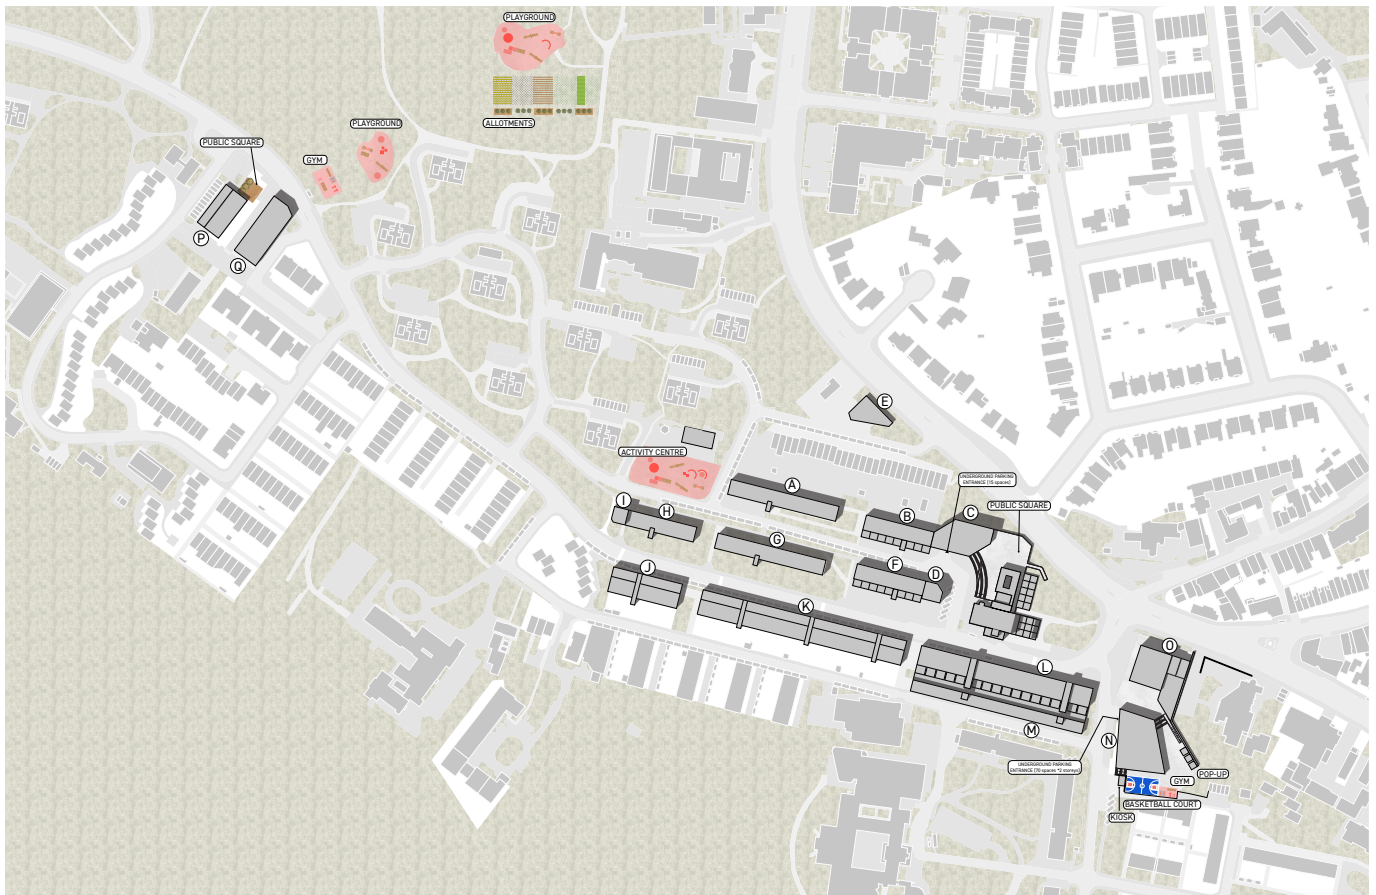 PLAYGROUND
PLAYGROUND
ALLOTMENTS
PUBLIC SQUARE
GYM
P
Q
E
ACTIVITY CENTRE
UNDERGROUND PARKING
ENTRANCE (15 spaces)
A
I
H
B
C
PUBLIC SQUARE
G
F
D
J
K
L
O
M
N
UNDERGROUND PARKING
ENTRANCE (70 spaces *2 storeys)
GYM
POP-UP
BASKETBALL COURT
KIOSK